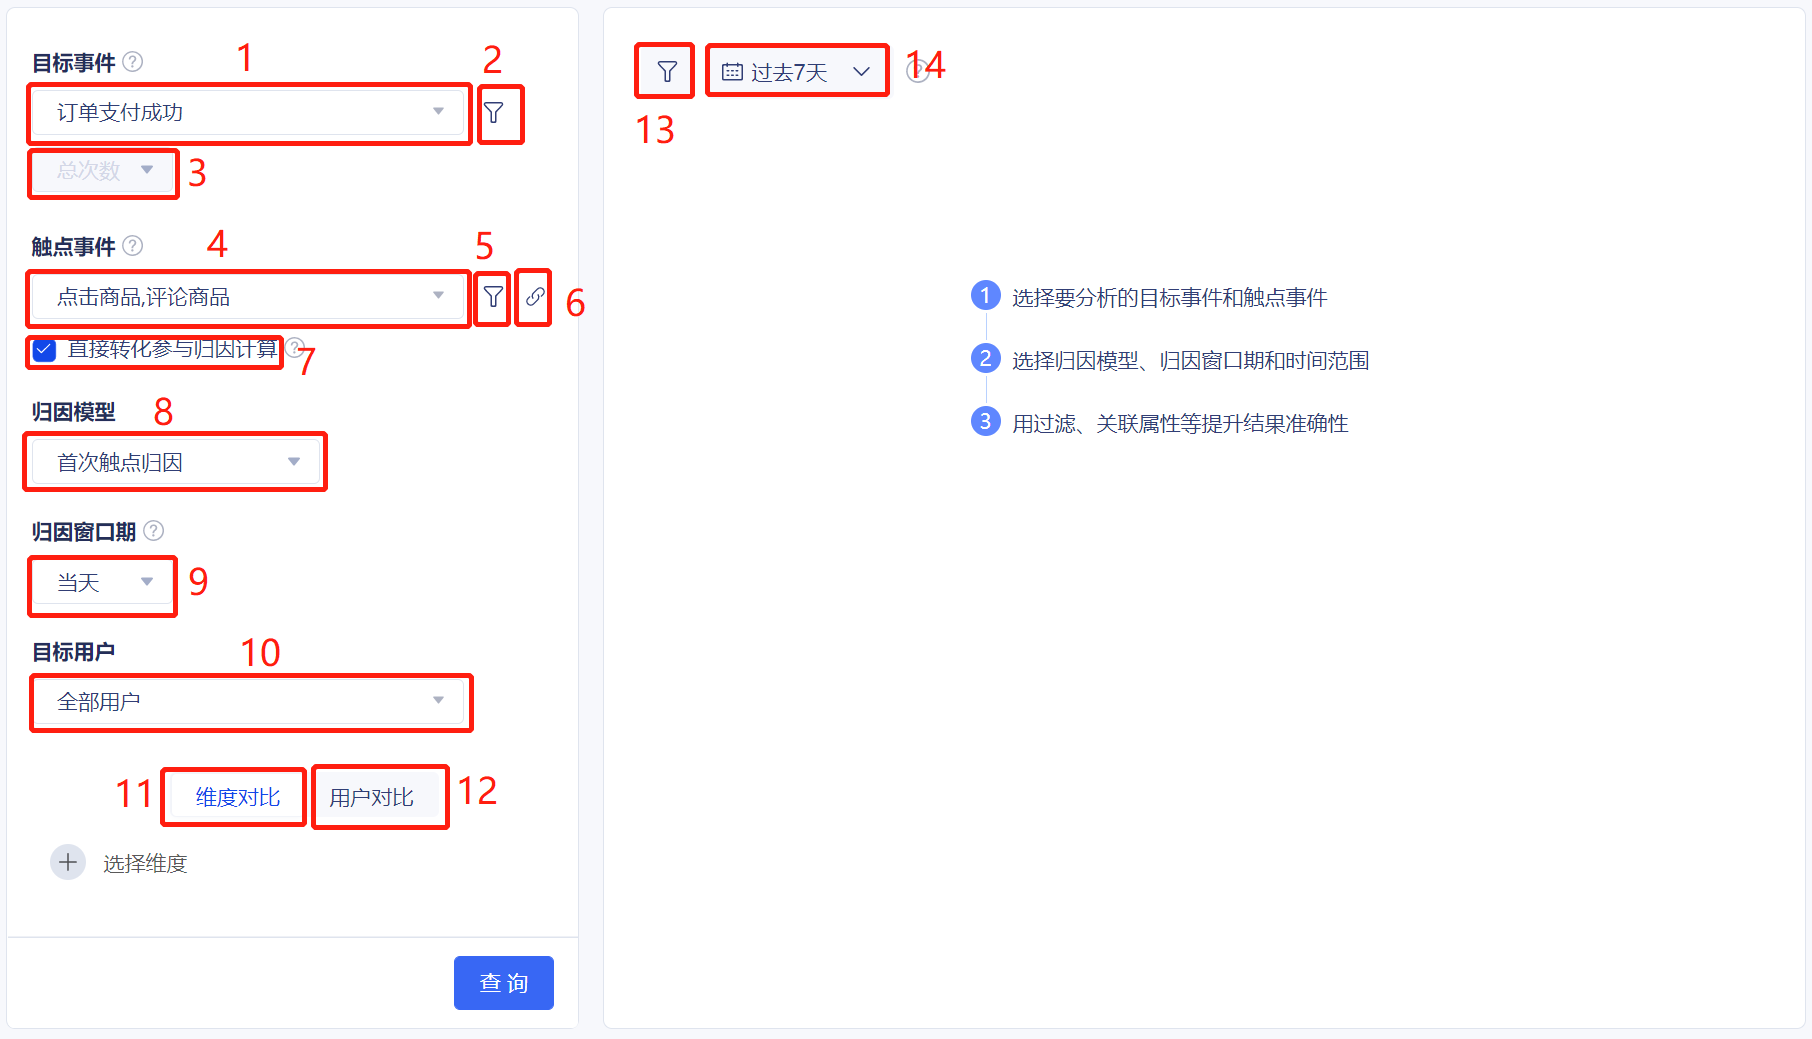 目标事件 ? 1
2
订单支付成功
总次数 3
触点事件 ? 4
5
点击商品,评论商品
6
直接转化参与归因计算 ? 7
归因模型 8
首次触点归因
归因窗口期 ?
当天 9
目标用户 10
全部用户
11 维度对比 用户对比 12
+ 选择维度
查询
过去7天 ? 14
13
1 选择要分析的目标事件和触点事件
2 选择归因模型、归因窗口期和时间范围
3 用过滤、关联属性等提升结果准确性